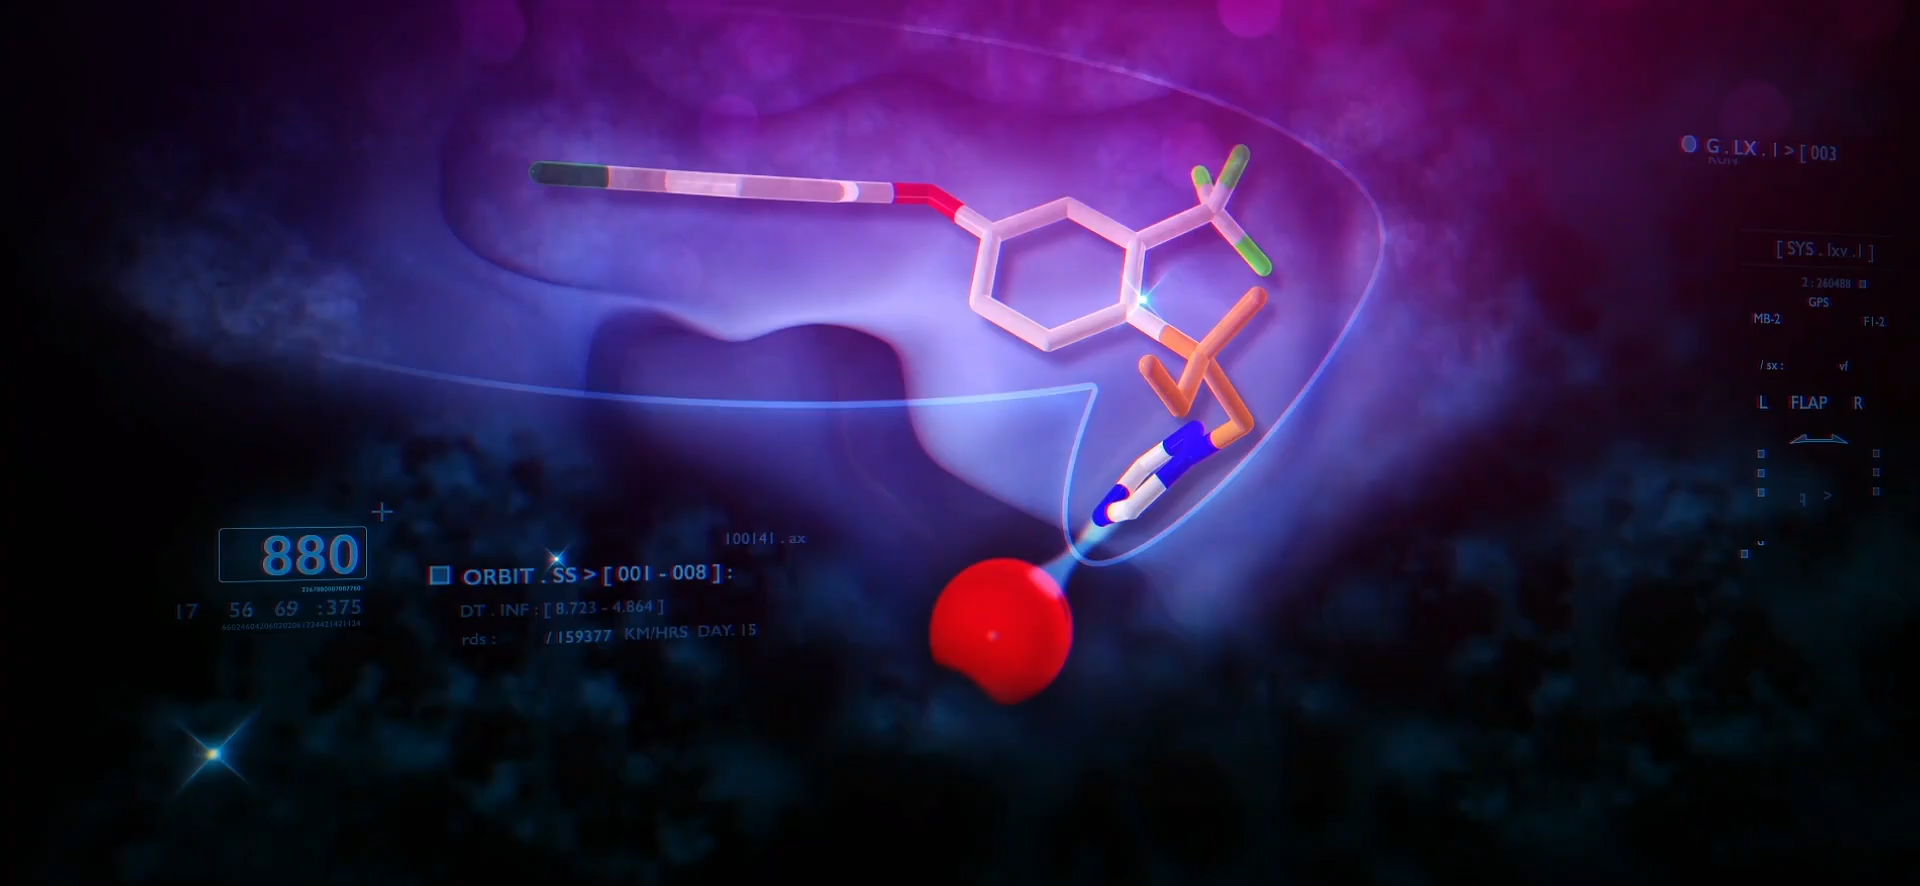 G . LX . I > [ 003
[ SYS . lxv . l ]
2 : 260488
GPS
MB-2
F1-2
/ sx :
vf
L FLAP R
q >
880
100141 . ax
ORBIT . SS > [ 001 - 008 ] :
17 56 69 :375
DT . INF : [ 8.723 - 4.864 ]
rds : / 159377 KM/HRS DAY. 15